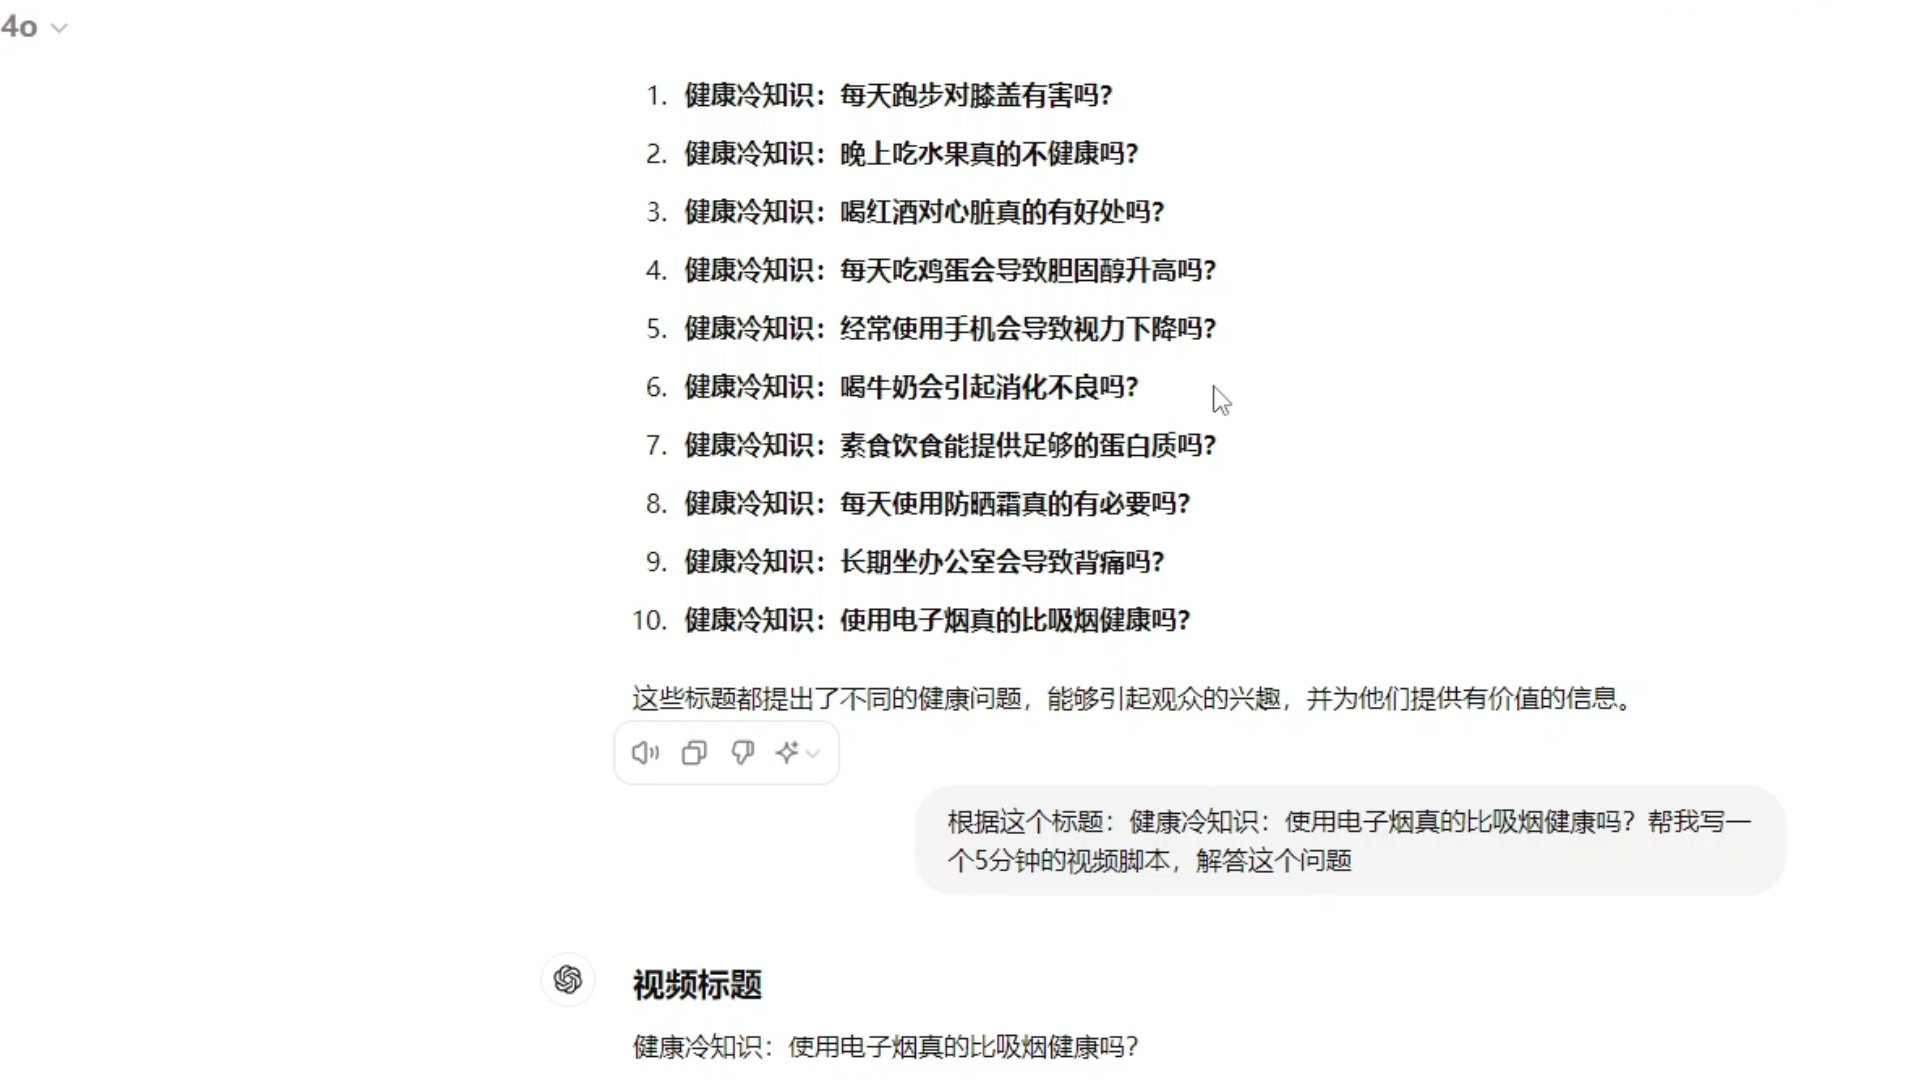 4o
1. 健康冷知识：每天跑步对膝盖有害吗？
2. 健康冷知识：晚上吃水果真的不健康吗？
3. 健康冷知识：喝红酒对心脏真的有好处吗？
4. 健康冷知识：每天吃鸡蛋会导致胆固醇升高吗？
5. 健康冷知识：经常使用手机会导致视力下降吗？
6. 健康冷知识：喝牛奶会引起消化不良吗？
7. 健康冷知识：素食饮食能提供足够的蛋白质吗？
8. 健康冷知识：每天使用防晒霜真的有必要吗？
9. 健康冷知识：长期坐办公室会导致背痛吗？
10. 健康冷知识：使用电子烟真的比吸烟健康吗？
这些标题都提出了不同的健康问题，能够引起观众的兴趣，并为他们提供有价值的信息。
根据这个标题：健康冷知识：使用电子烟真的比吸烟健康吗？帮我写一
个5分钟的视频脚本，解答这个问题
视频标题
健康冷知识：使用电子烟真的比吸烟健康吗？